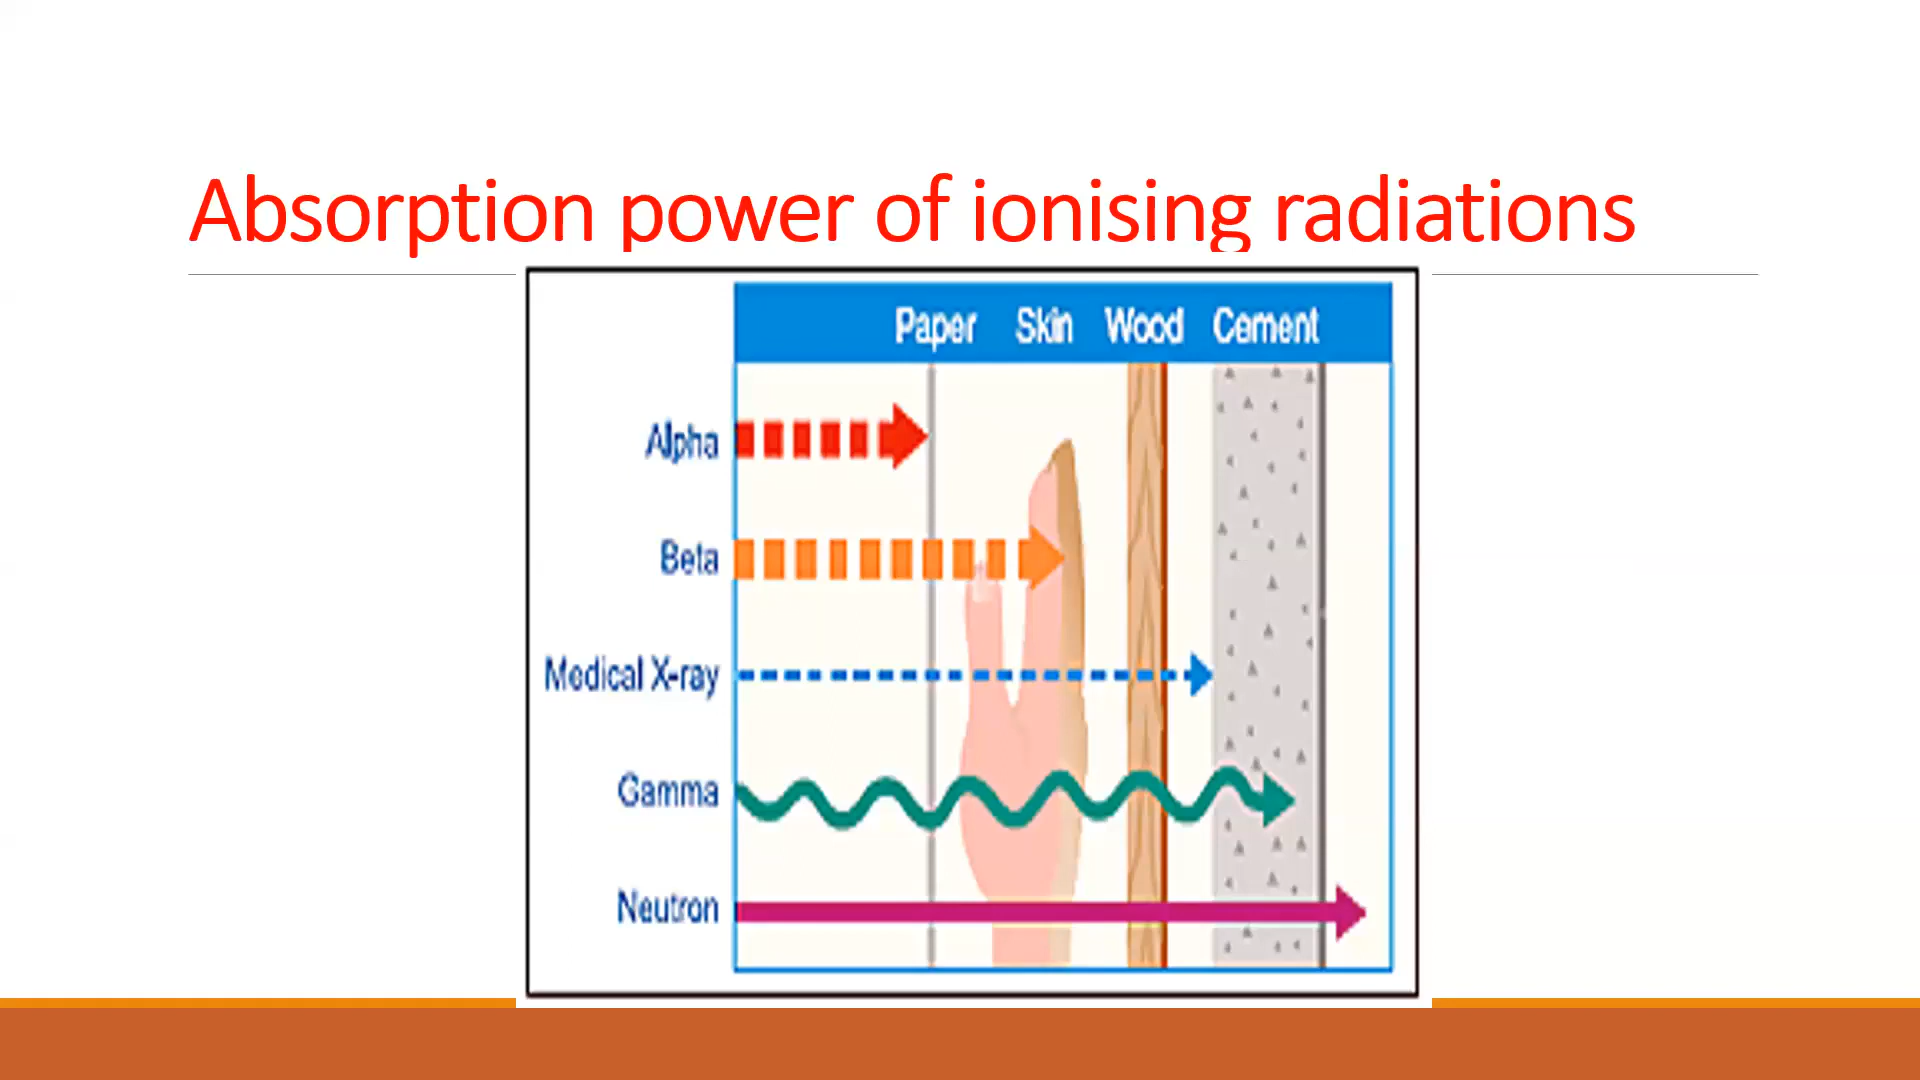 Absorption power of ionising radiations
Paper Skin Wood Cement
Alpha
Beta
Medical X-ray
Gamma
Neutron